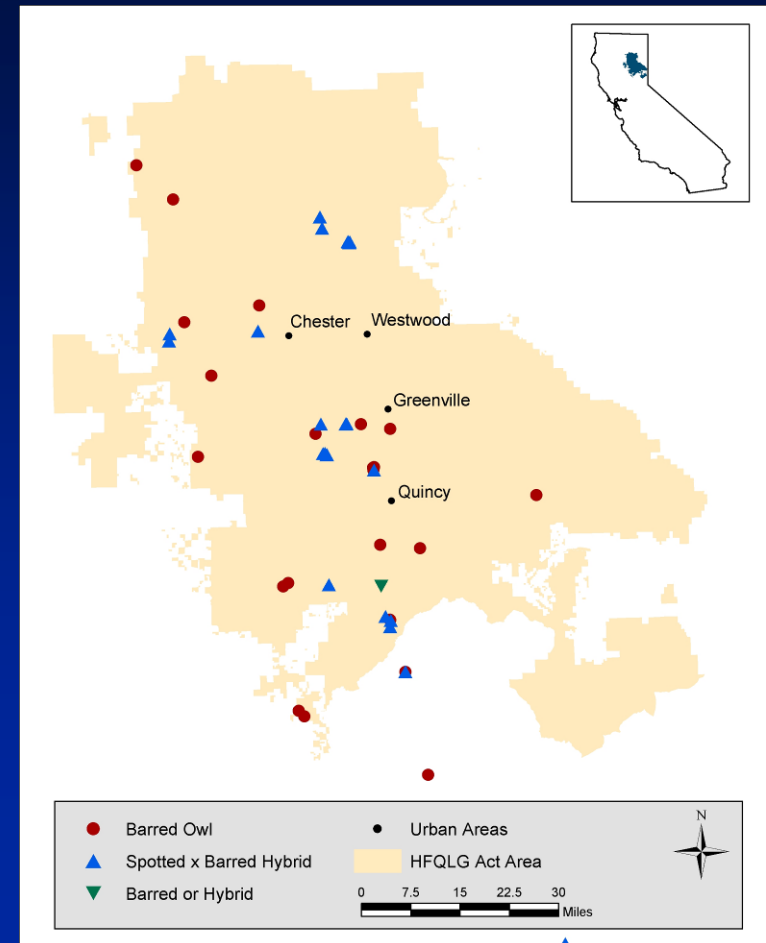 Chester
Westwood
Greenville
Quincy
N
Barred Owl
Urban Areas
Spotted x Barred Hybrid
HFQLG Act Area
Barred or Hybrid
0 7.5 15 22.5 30
Miles